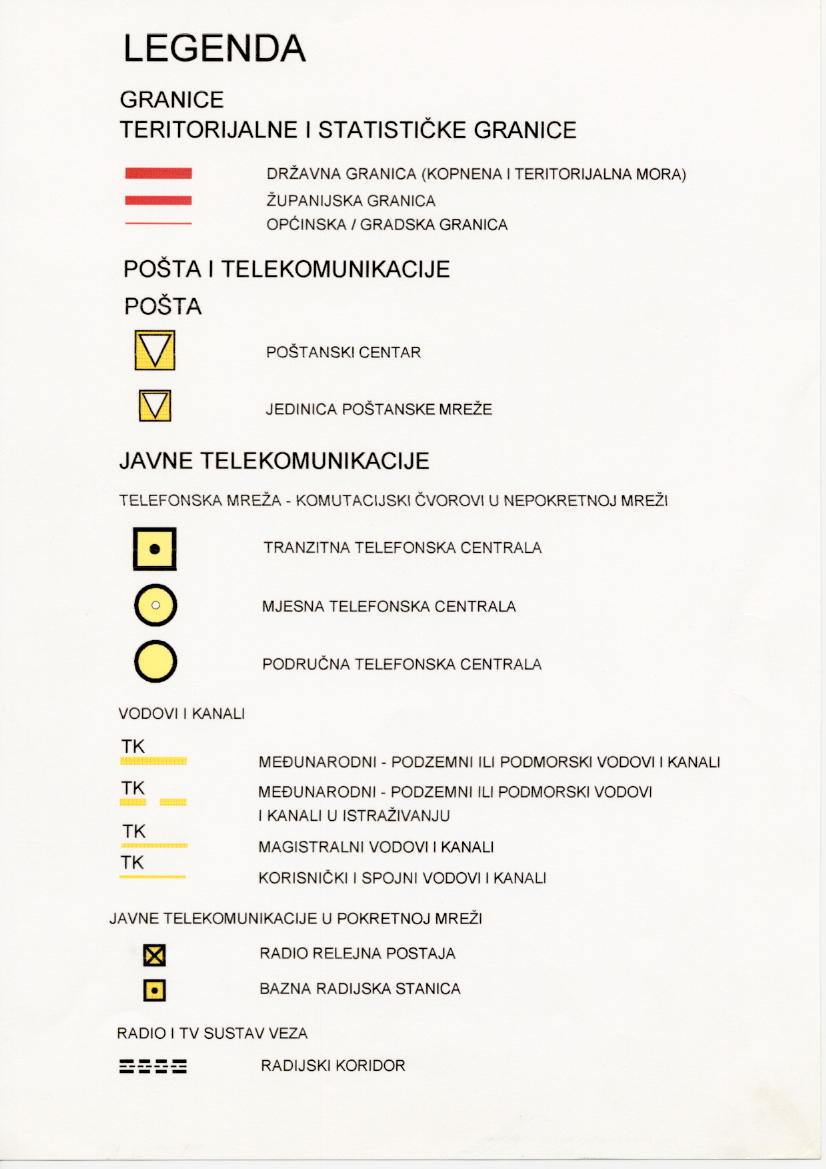 LEGENDA
GRANICE
TERITORIJALNE I STATISTIČKE GRANICE
DRŽAVNA GRANICA (KOPNENA I TERITORIJALNA MORA)
ŽUPANIJSKA GRANICA
OPĆINSKA / GRADSKA GRANICA
POŠTA I TELEKOMUNIKACIJE
POŠTA
POŠTANSKI CENTAR
JEDINICA POŠTANSKE MREŽE
JAVNE TELEKOMUNIKACIJE
TELEFONSKA MREŽA - KOMUTACIJSKI ČVOROVI U NEPOKRETNOJ MREŽI
TRANZITNA TELEFONSKA CENTRALA
MJESNA TELEFONSKA CENTRALA
PODRUČNA TELEFONSKA CENTRALA
VODOVI I KANALI
TK
MEĐUNARODNI - PODZEMNI ILI PODMORSKI VODOVI I KANALI
TK
MEĐUNARODNI - PODZEMNI ILI PODMORSKI VODOVI
I KANALI U ISTRAŽIVANJU
TK
MAGISTRALNI VODOVI I KANALI
TK
KORISNIČKI I SPOJNI VODOVI I KANALI
JAVNE TELEKOMUNIKACIJE U POKRETNOJ MREŽI
RADIO RELEJNA POSTAJA
BAZNA RADIJSKA STANICA
RADIO I TV SUSTAV VEZA
RADIJSKI KORIDOR